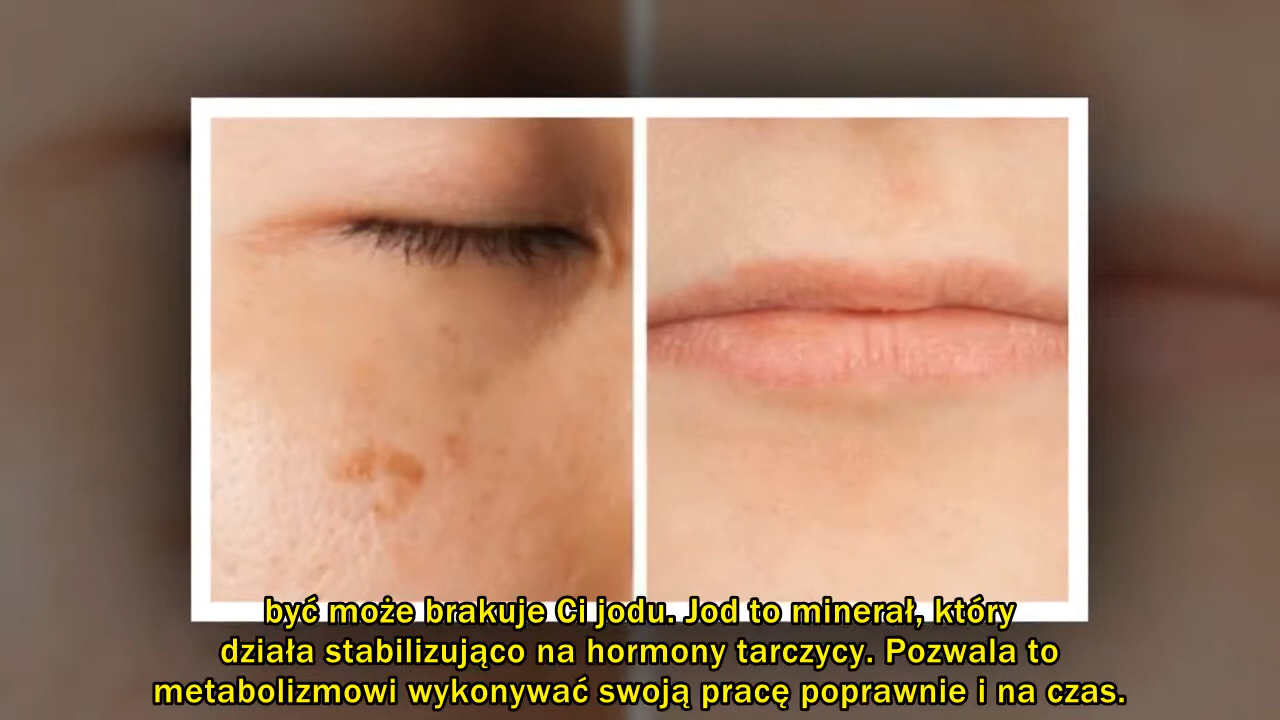 być może brakuje Ci jodu. Jod to minerał, który
działa stabilizująco na hormony tarczycy. Pozwala to
metabolizmowi wykonywać swoją pracę poprawnie i na czas.